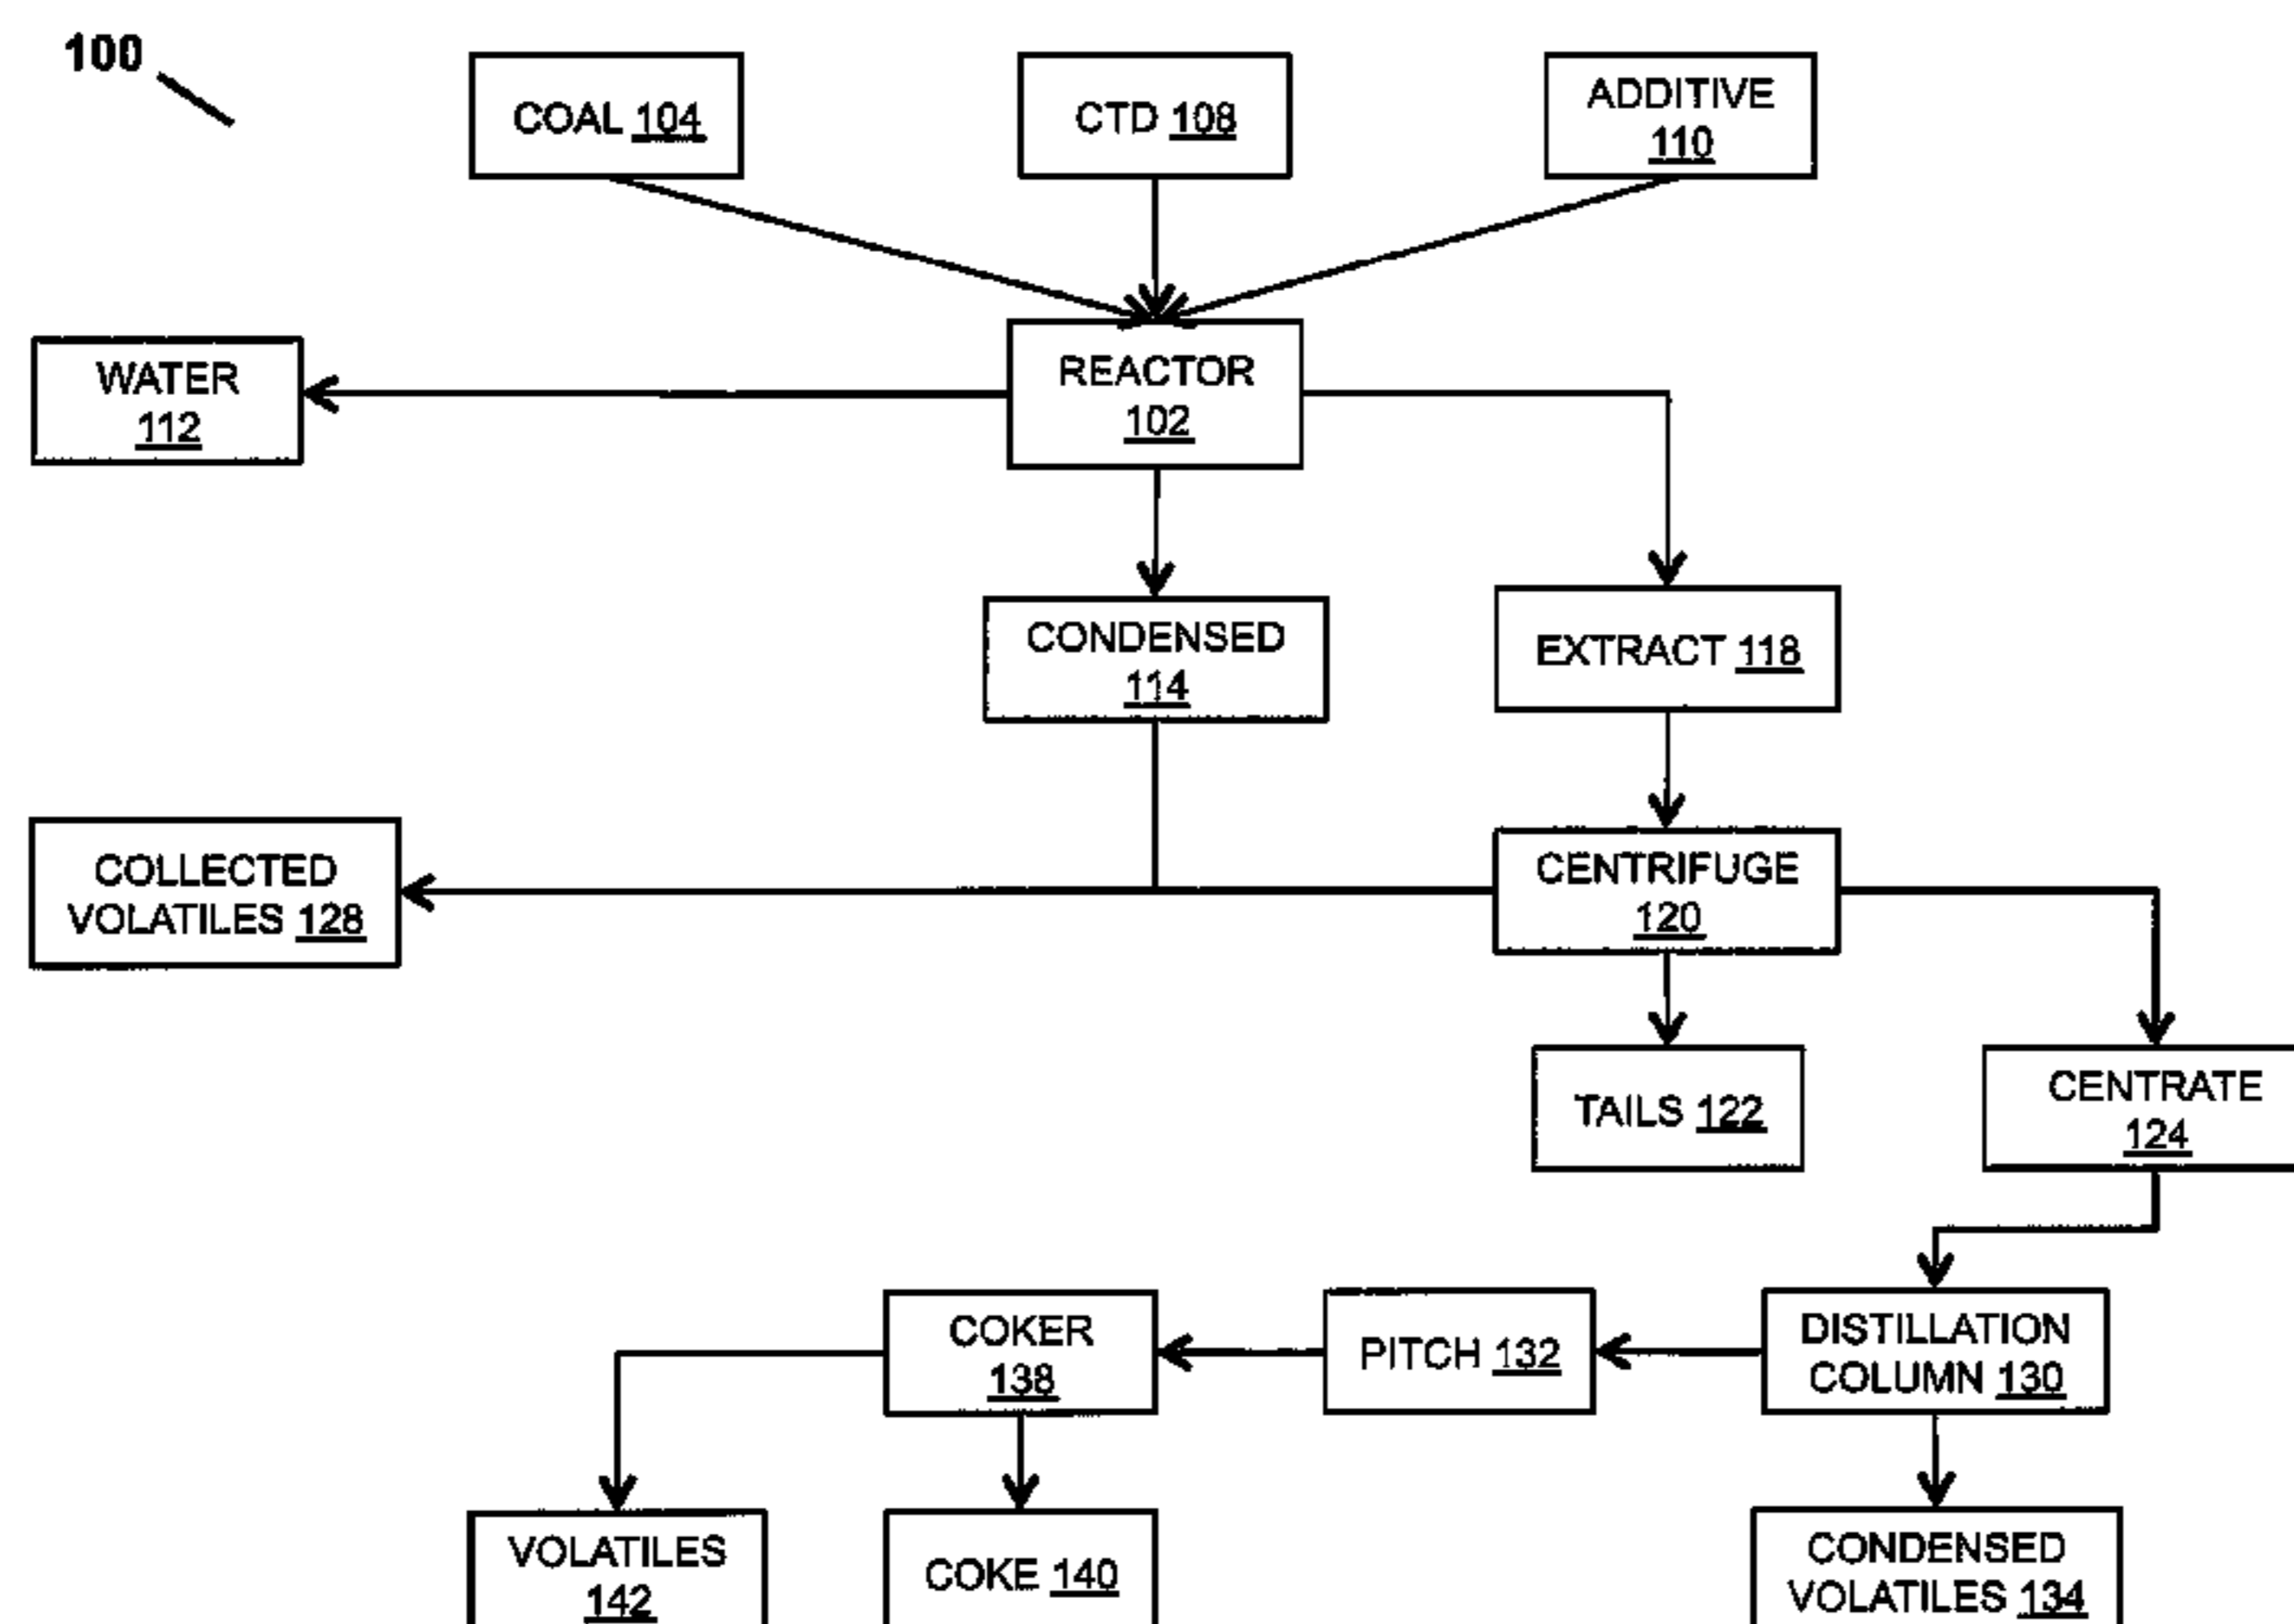 100
COAL 104
CTD 108
ADDITIVE
110
WATER
112
REACTOR
102
CONDENSED
114
EXTRACT 118
COLLECTED
VOLATILES 128
CENTRIFUGE
120
TAILS 122
CENTRATE
124
COKER
138
PITCH 132
DISTILLATION
COLUMN 130
VOLATILES
142
COKE 140
CONDENSED
VOLATILES 134